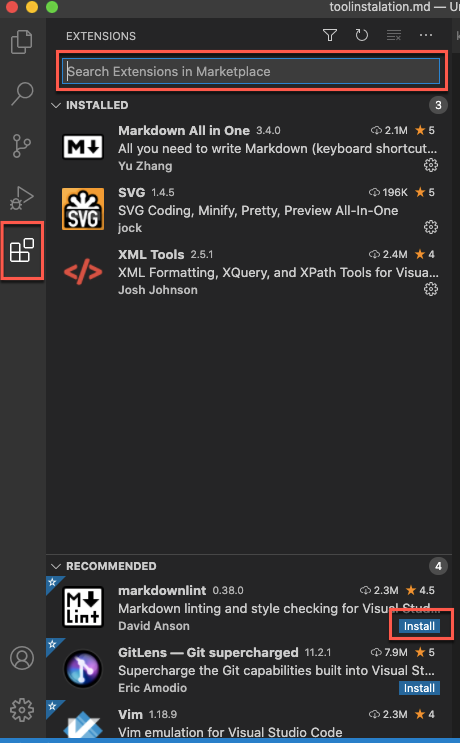 toolinstalation.md — U
EXTENSIONS
Search Extensions in Marketplace
INSTALLED 3
Markdown All in One 3.4.0 2.1M 5
All you need to write Markdown (keyboard shortcut...
Yu Zhang
SVG
SVG 1.4.5 196K 5
SVG Coding, Minify, Pretty, Preview All-In-One
jock
XML Tools 2.5.1 2.4M 4
XML Formatting, XQuery, and XPath Tools for Visua...
Josh Johnson
RECOMMENDED 4
M
Lint
markdownlint 0.38.0 2.3M 4.5
Markdown linting and style checking for Visual Stud...
David Anson Install
GitLens — Git supercharged 11.2.1 7.9M 5
Supercharge the Git capabilities built into Visual St...
Eric Amodio Install
Vim 1.18.9 2.3M 4
Vim emulation for Visual Studio Code